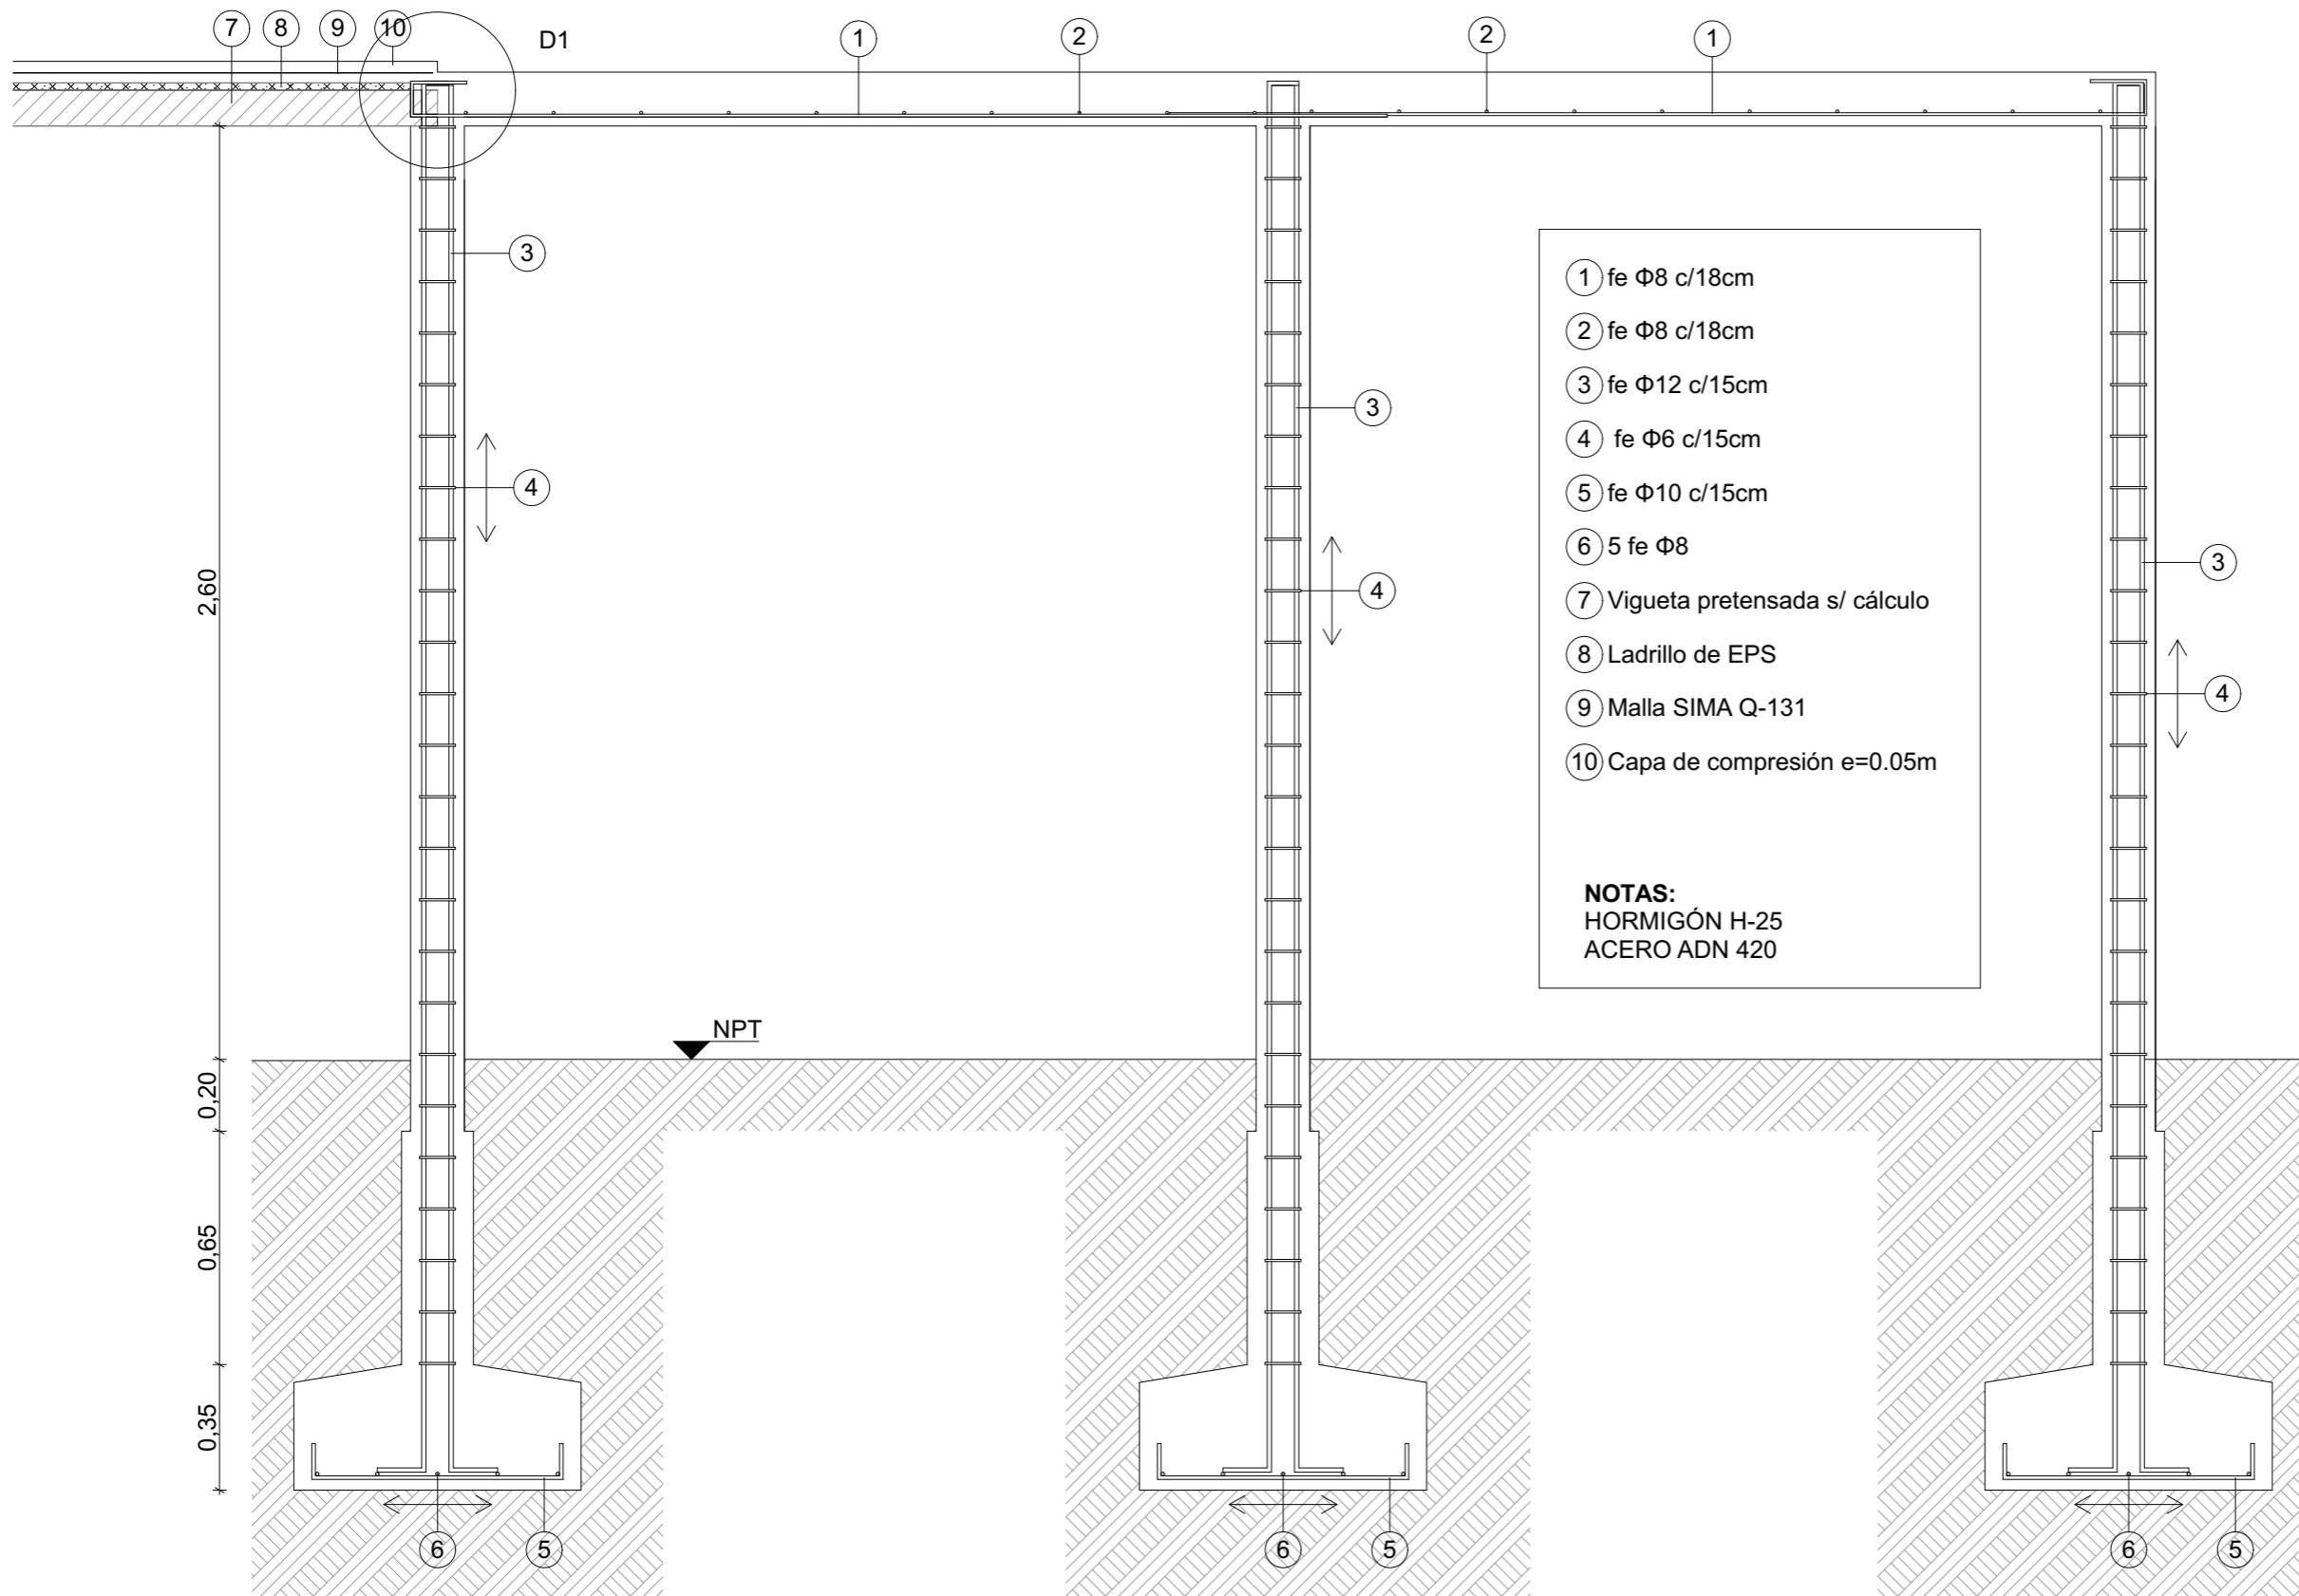 7 8 9 10 D1 1 2 2 1
3
4
3
4
3
4
1 fe Φ8 c/18cm
2 fe Φ8 c/18cm
3 fe Φ12 c/15cm
4 fe Φ6 c/15cm
5 fe Φ10 c/15cm
6 5 fe Φ8
7 Vigueta pretensada s/ cálculo
8 Ladrillo de EPS
9 Malla SIMA Q-131
10 Capa de compresión e=0.05m
NOTAS:
HORMIGÓN H-25
ACERO ADN 420
2,60
NPT
0,20
0,65
0,35
6 5 6 5 6 5